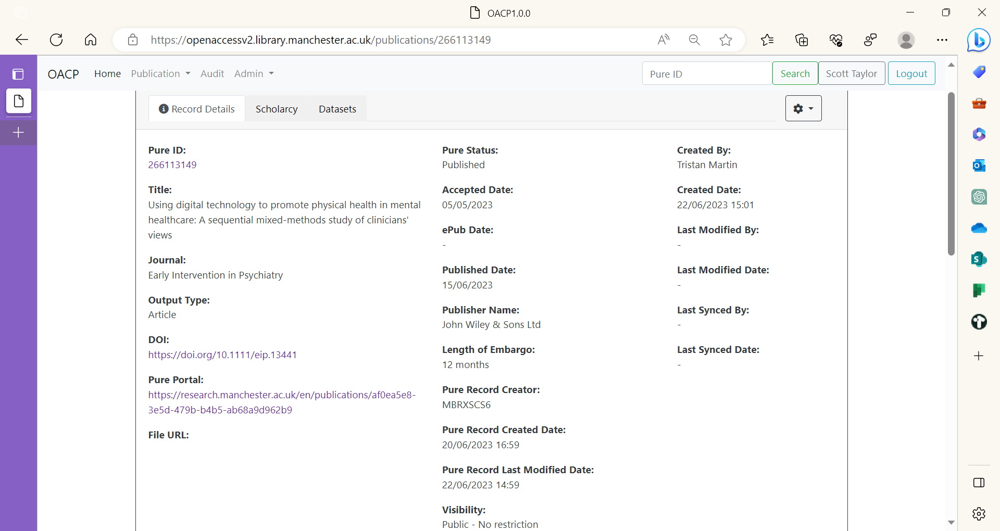 OACP1.0.0
https://openaccessv2.library.manchester.ac.uk/publications/266113149
OACP Home Publication Audit Admin Pure ID Search Scott Taylor Logout
Record Details Scholarcy Datasets
Pure ID:
266113149
Title:
Using digital technology to promote physical health in mental
healthcare: A sequential mixed-methods study of clinicians'
views
Journal:
Early Intervention in Psychiatry
Output Type:
Article
DOI:
https://doi.org/10.1111/eip.13441
Pure Portal:
https://research.manchester.ac.uk/en/publications/af0ea5e8-
3e5d-479b-b4b5-ab68a9d962b9
File URL:
Pure Status:
Published
Accepted Date:
05/05/2023
ePub Date:
-
Published Date:
15/06/2023
Publisher Name:
John Wiley & Sons Ltd
Length of Embargo:
12 months
Pure Record Creator:
MBRXSCS6
Pure Record Created Date:
20/06/2023 16:59
Pure Record Last Modified Date:
22/06/2023 14:59
Visibility:
Public - No restriction
Created By:
Tristan Martin
Created Date:
22/06/2023 15:01
Last Modified By:
-
Last Modified Date:
-
Last Synced By:
-
Last Synced Date:
-